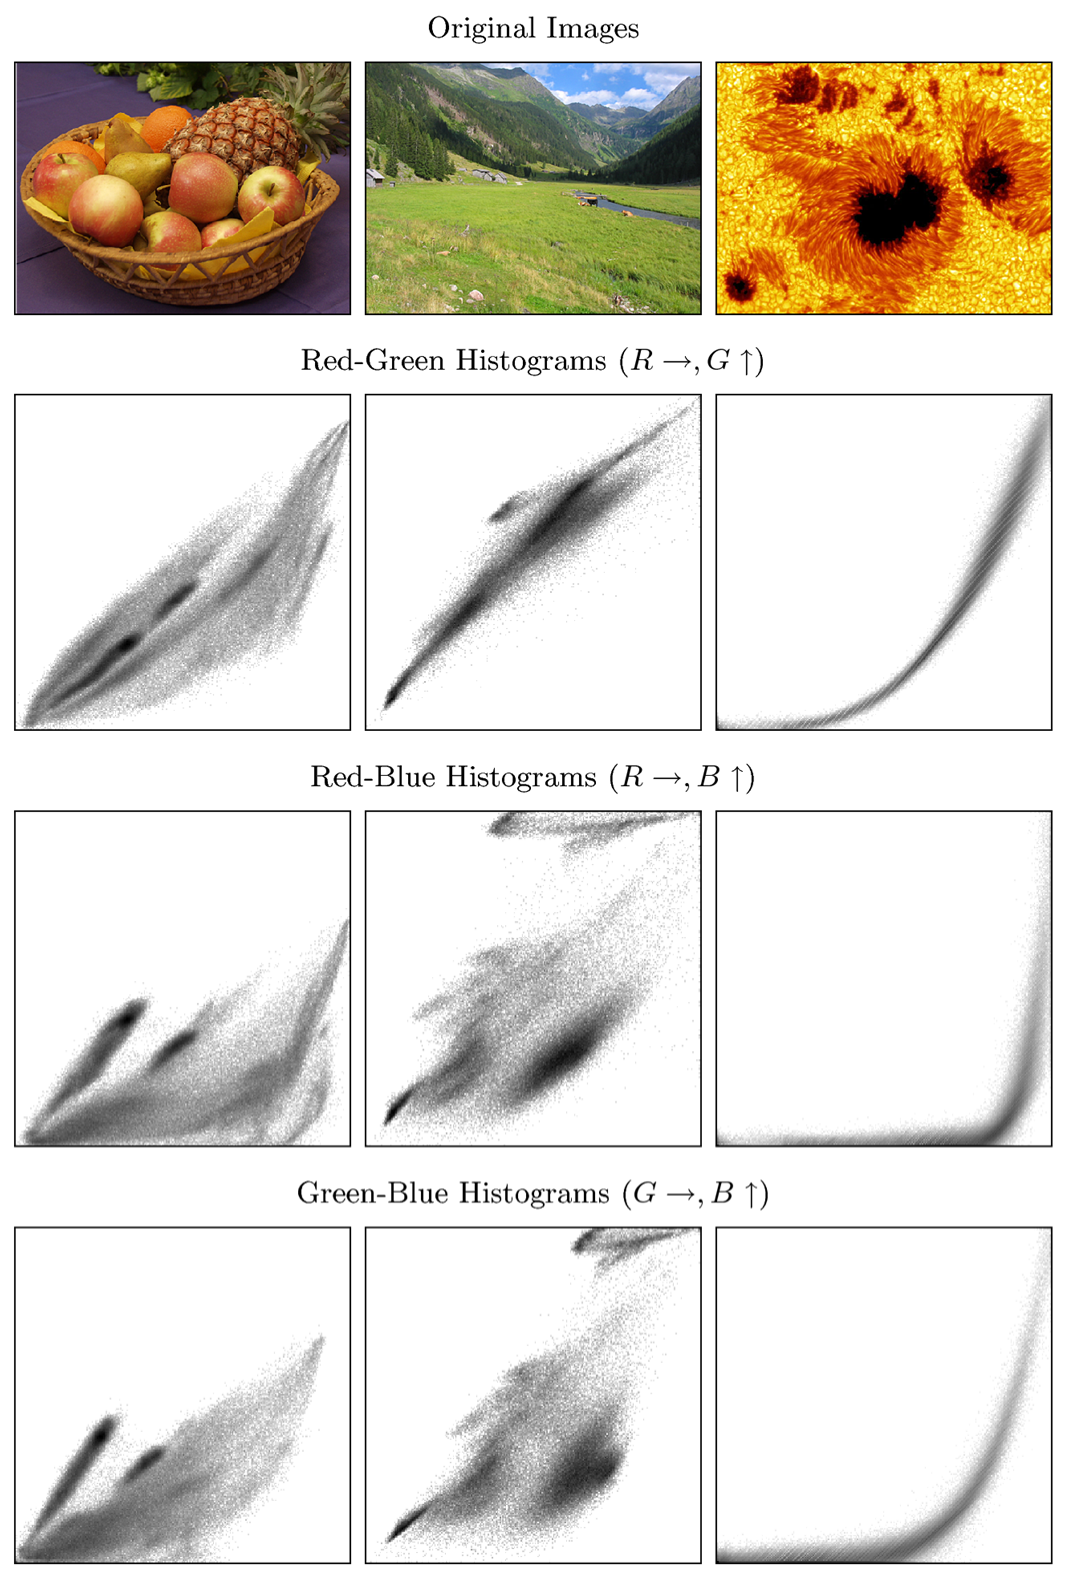 Original Images
Red-Green Histograms (R →, G ↑)
Red-Blue Histograms (R →, B ↑)
Green-Blue Histograms (G →, B ↑)